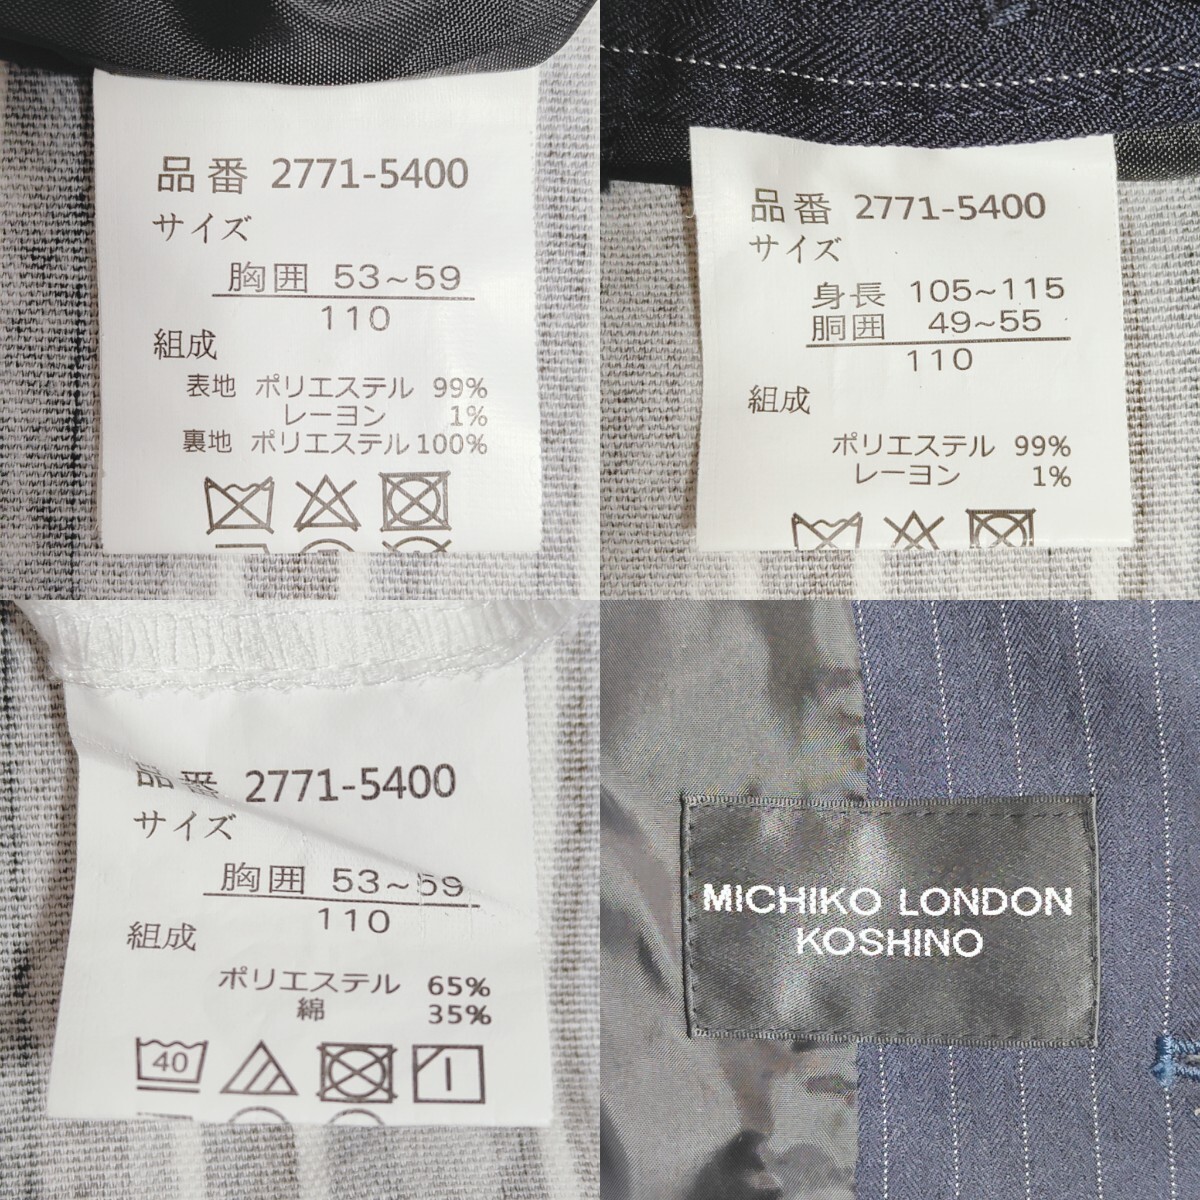 品番 2771-5400
サイズ
胸囲 53~59
110
組成
表地 ポリエステル 99%
レーヨン 1%
裏地 ポリエステル 100%
品番 2771-5400
サイズ
身長 105~115
胴囲 49~55
110
組成
ポリエステル 99%
レーヨン 1%
品番 2771-5400
サイズ
胸囲 53~59
110
組成
ポリエステル 65%
綿 35%
40
MICHIKO LONDON
KOSHINO